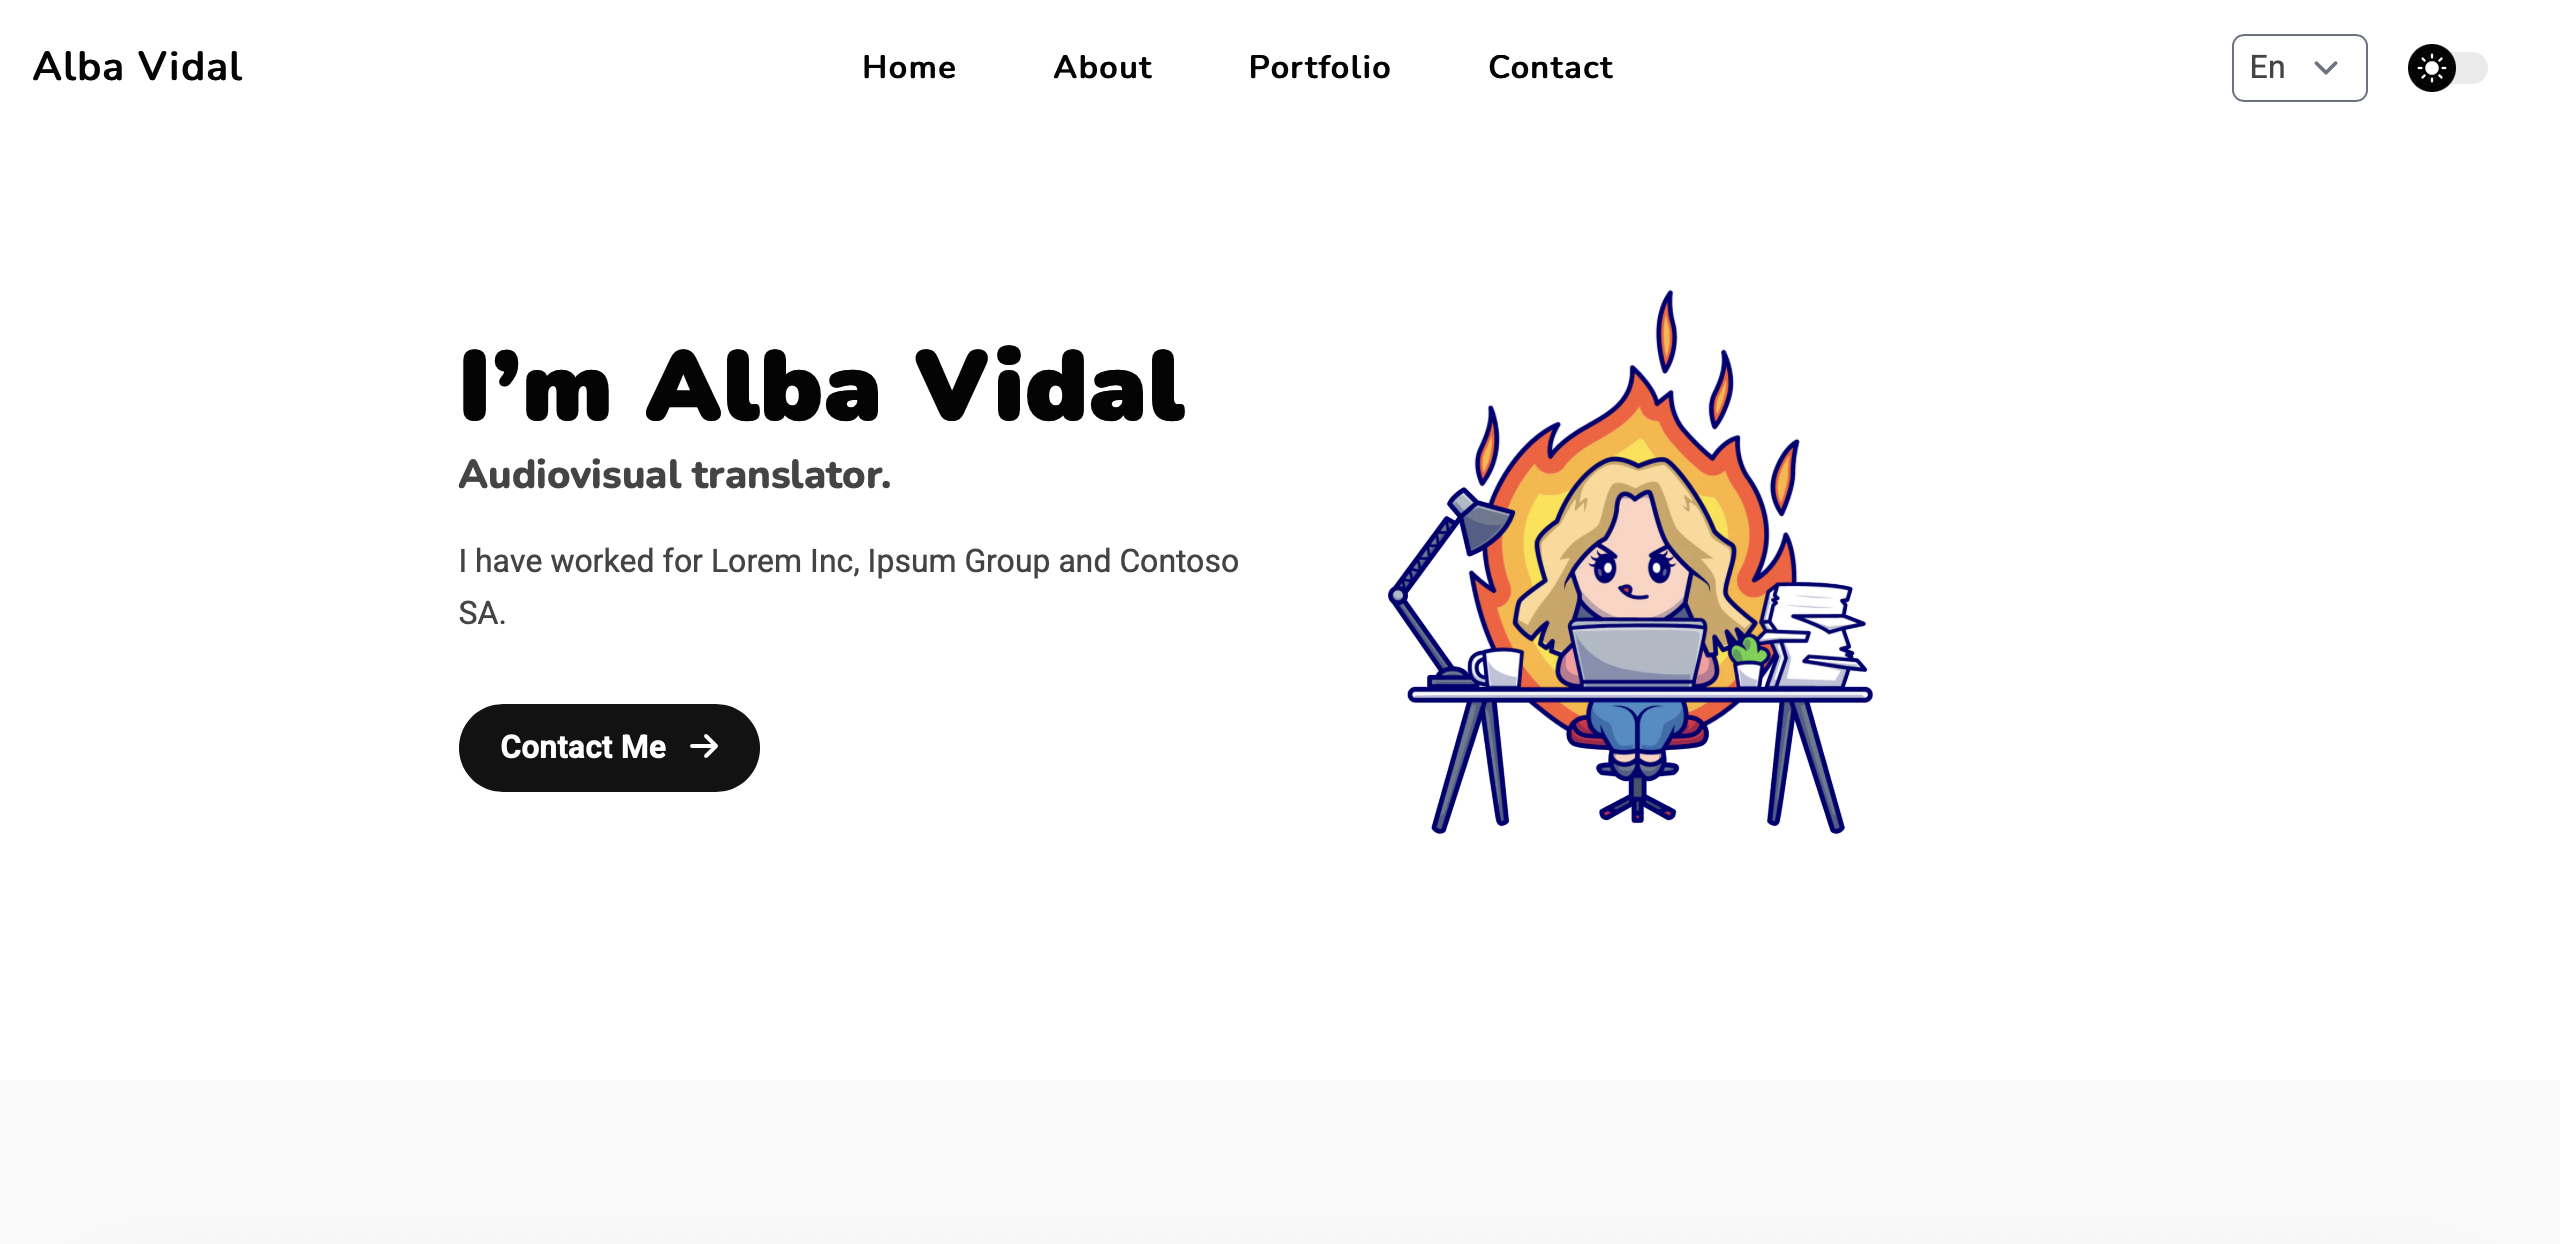 Alba Vidal
Home
About
Portfolio
Contact
En
I’m Alba Vidal
Audiovisual translator.
I have worked for Lorem Inc, Ipsum Group and Contoso
SA.
Contact Me